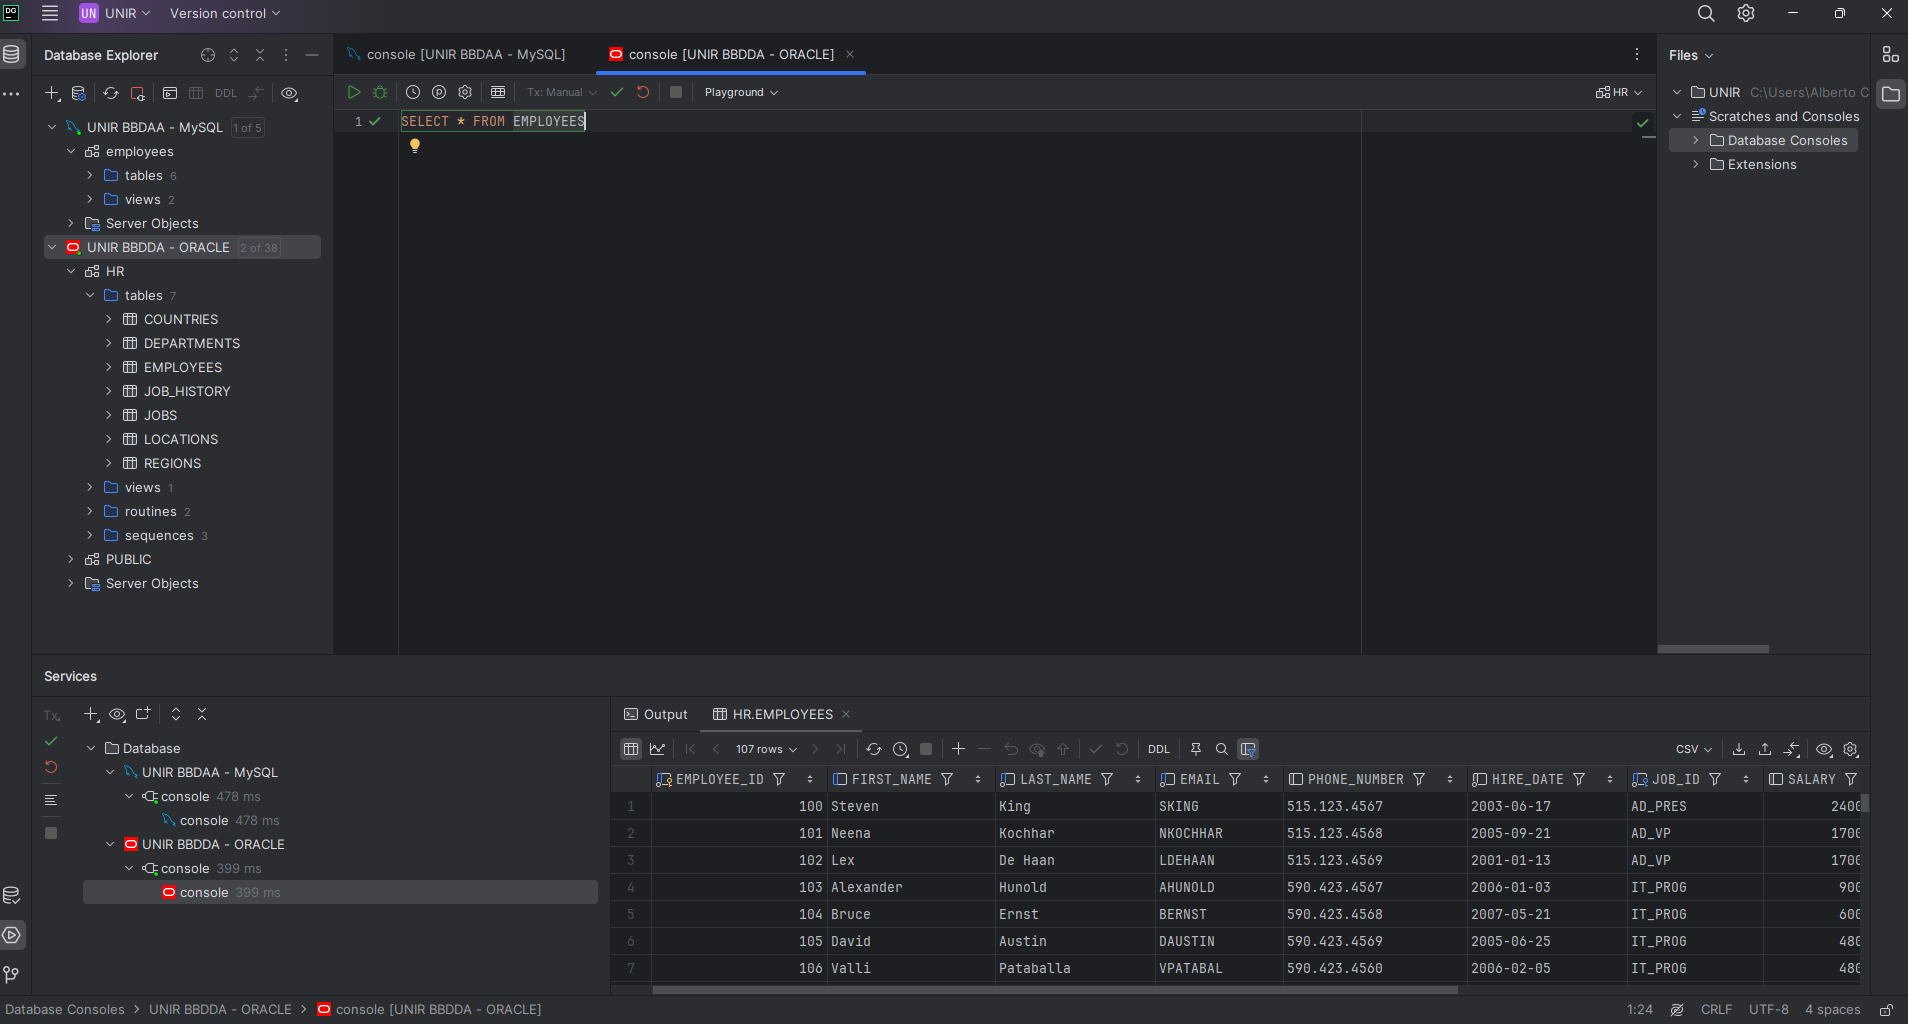 DG UN UNIR Version control
Database Explorer
DDL
UNIR BBDAA - MySQL 1 of 5
employees
tables 6
views 2
Server Objects
UNIR BBDDA - ORACLE 2 of 38
HR
tables 7
COUNTRIES
DEPARTMENTS
EMPLOYEES
JOB_HISTORY
JOBS
LOCATIONS
REGIONS
views 1
routines 2
sequences 3
PUBLIC
Server Objects
console [UNIR BBDAA - MySQL] console [UNIR BBDDA - ORACLE]
Tx: Manual Playground HR
1 SELECT * FROM EMPLOYEES
Files
UNIR C:\Users\Alberto C
Scratches and Consoles
Database Consoles
Extensions
Services
Tx
Database
UNIR BBDAA - MySQL
console 478 ms
console 478 ms
UNIR BBDDA - ORACLE
console 399 ms
console 399 ms
Output HR.EMPLOYEES
107 rows DDL CSV
EMPLOYEE_ID FIRST_NAME LAST_NAME EMAIL PHONE_NUMBER HIRE_DATE JOB_ID SALARY
1 100 Steven King SKING 515.123.4567 2003-06-17 AD_PRES 2400
2 101 Neena Kochhar NKOCHHAR 515.123.4568 2005-09-21 AD_VP 1700
3 102 Lex De Haan LDEHAAN 515.123.4569 2001-01-13 AD_VP 1700
4 103 Alexander Hunold AHUNOLD 590.423.4567 2006-01-03 IT_PROG 900
5 104 Bruce Ernst BERNST 590.423.4568 2007-05-21 IT_PROG 600
6 105 David Austin DAUSTIN 590.423.4569 2005-06-25 IT_PROG 480
7 106 Valli Pataballa VPATABAL 590.423.4560 2006-02-05 IT_PROG 480
Database Consoles UNIR BBDDA - ORACLE console [UNIR BBDDA - ORACLE] 1:24 CRLF UTF-8 4 spaces